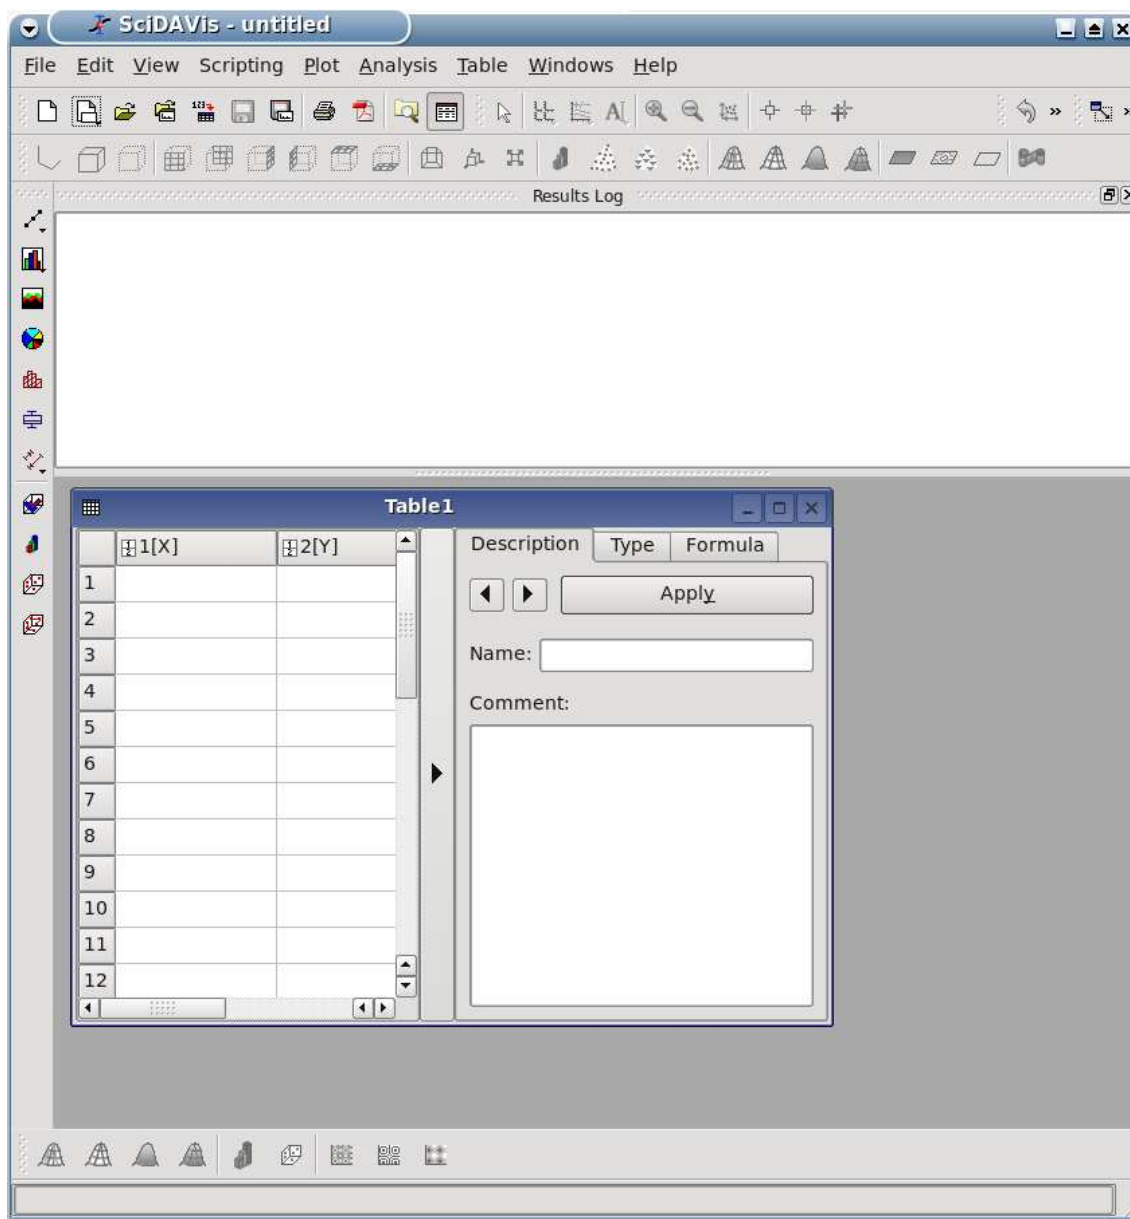 SciDAVis - untitled
File Edit View Scripting Plot Analysis Table Windows Help
Results Log
Table1
1[X] 2[Y]
Description Type Formula
1
Apply
2
3
Name:
4
Comment:
5
6
7
8
9
10
11
12